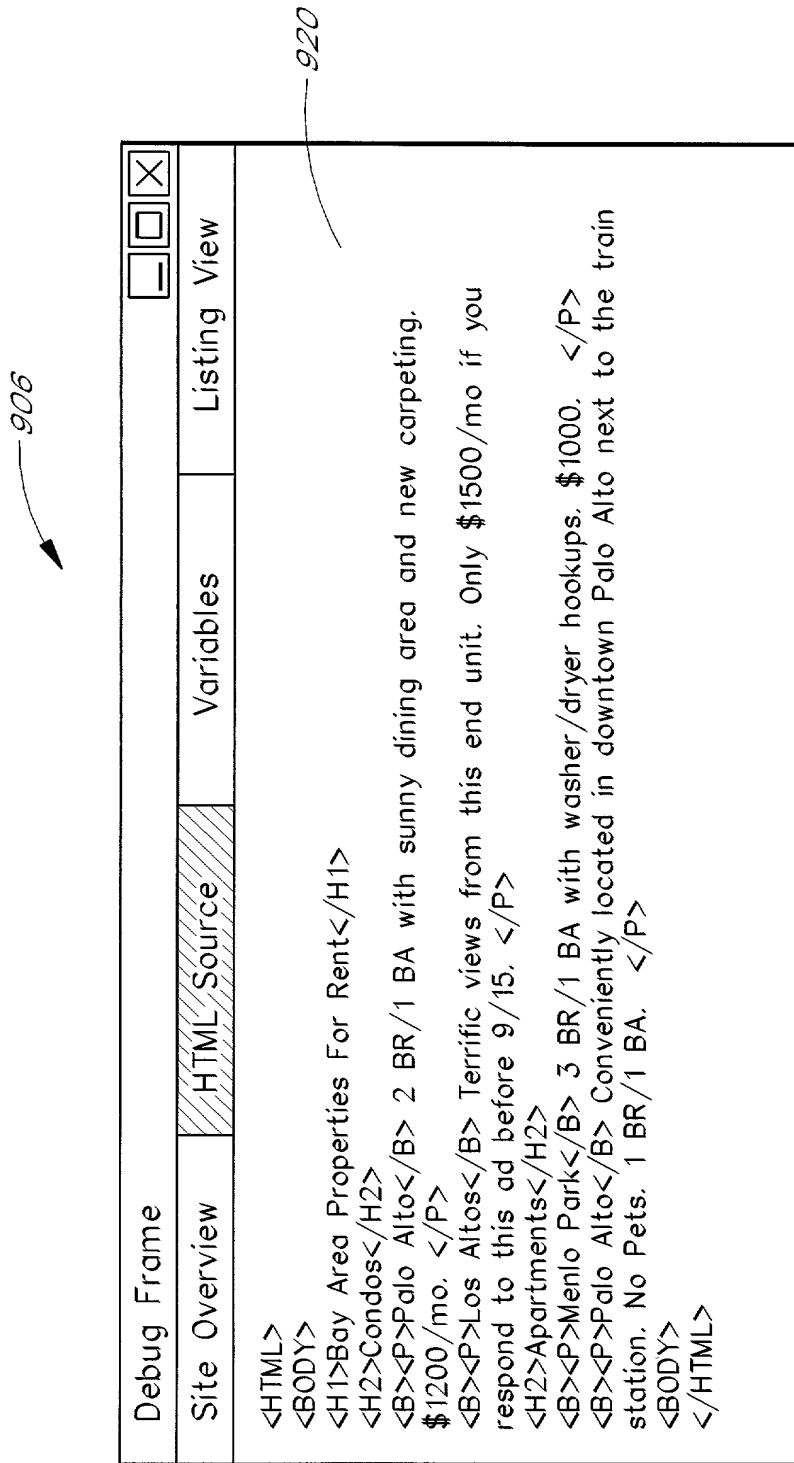 906
Debug Frame
Site Overview HTML Source Variables Listing View
920
<HTML>
<BODY>
<H1>Bay Area Properties For Rent</H1>
<H2>Condos</H2>
<B><P>Palo Alto</B> 2 BR/1 BA with sunny dining area and new carpeting.
$1200/mo. </P>
<B><P>Los Altos</B> Terrific views from this end unit. Only $1500/mo if you
respond to this ad before 9/15. </P>
<H2>Apartments</H2>
<B><P>Menlo Park</B> 3 BR/1 BA with washer/dryer hookups. $1000. </P>
<B><P>Palo Alto</B> Conveniently located in downtown Palo Alto next to the train
station. No Pets. 1 BR/1 BA. </P>
<BODY>
</HTML>